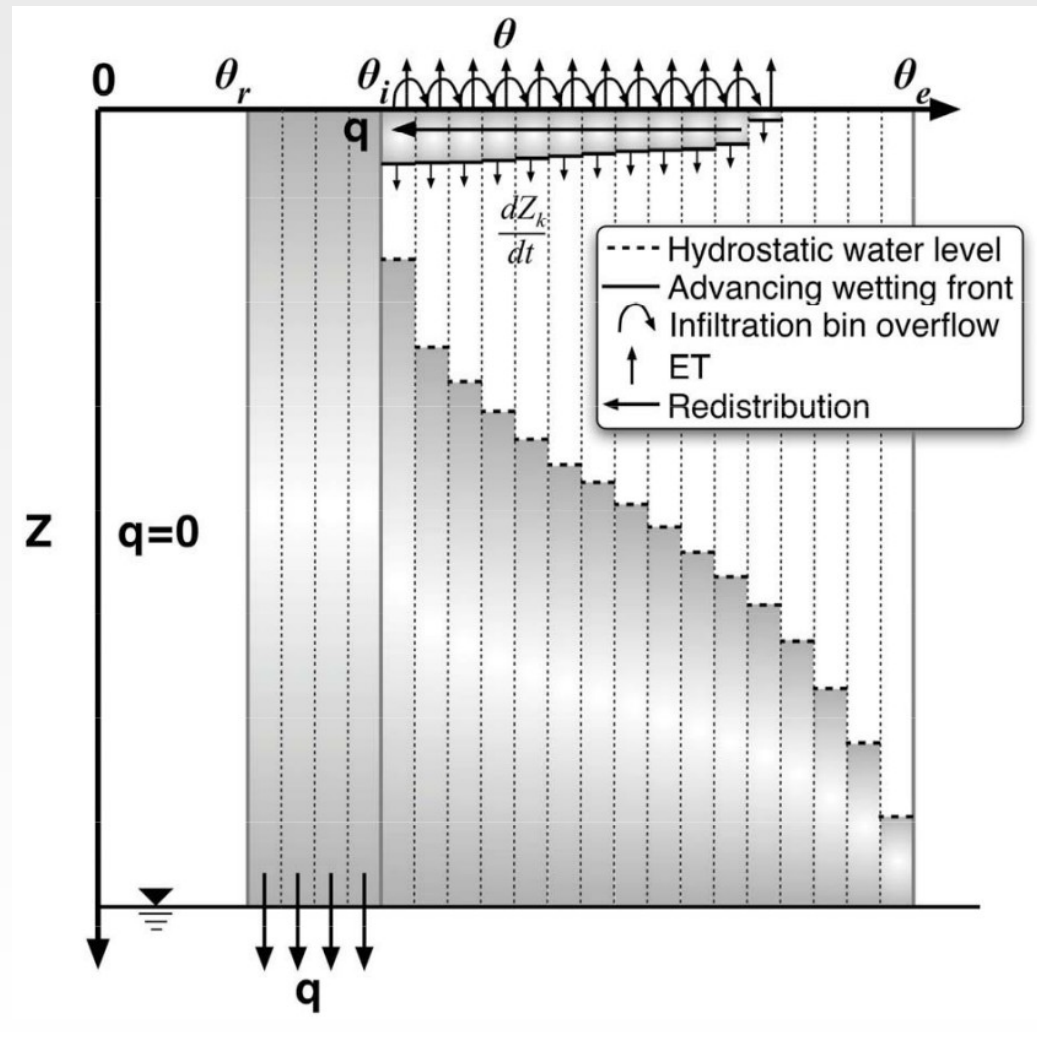 θ
0
θr
θi
θe
q
dZk
dt
Hydrostatic water level
Advancing wetting front
Infiltration bin overflow
ET
Redistribution
Z
q=0
q